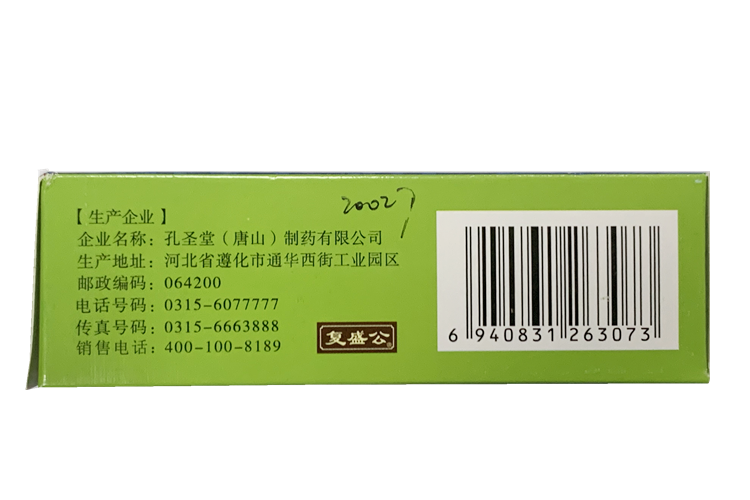 2002
【生产企业】
企业名称：孔圣堂（唐山）制药有限公司
生产地址：河北省遵化市通华西街工业园区
邮政编码：064200
电话号码：0315-6077777
传真号码：0315-6663888
销售电话：400-100-8189
复盛公®
6 940831 263073